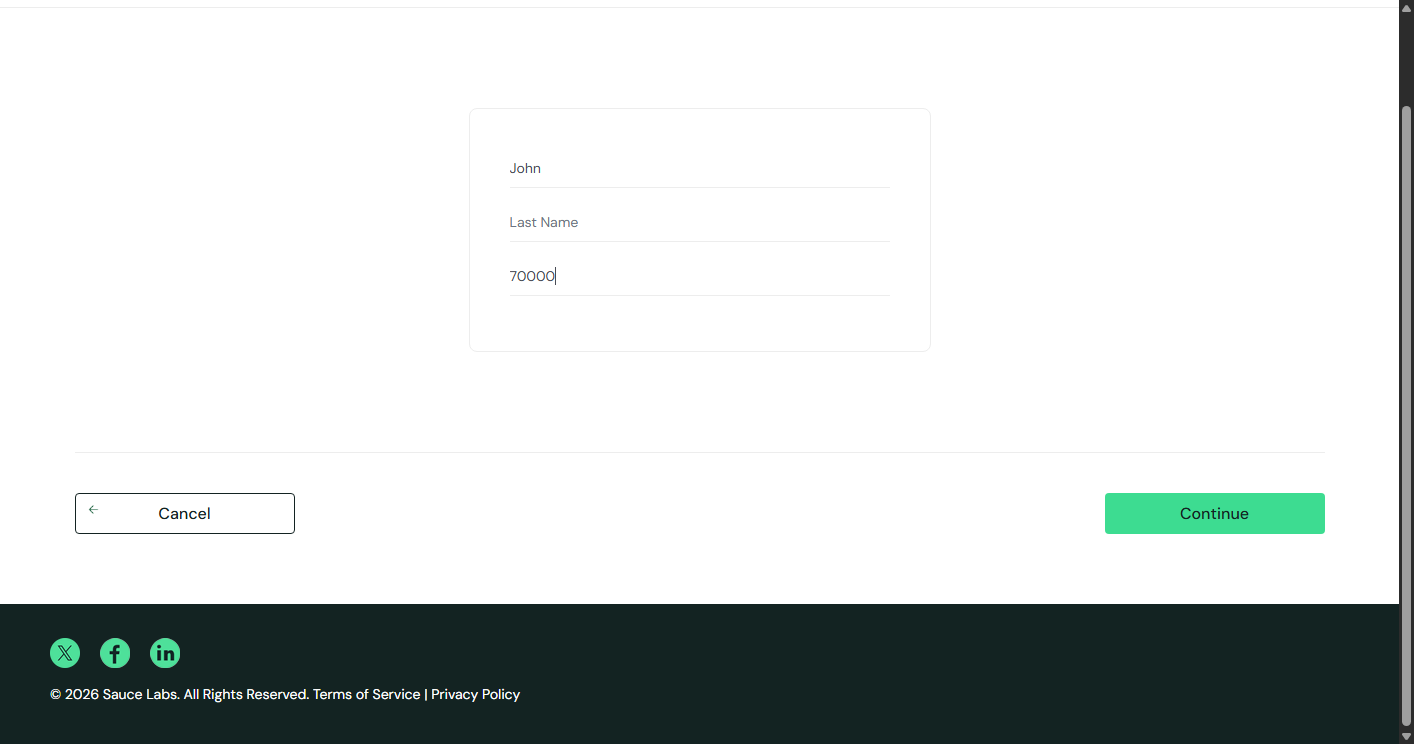 John
Last Name
70000
Cancel
Continue
© 2026 Sauce Labs. All Rights Reserved. Terms of Service | Privacy Policy